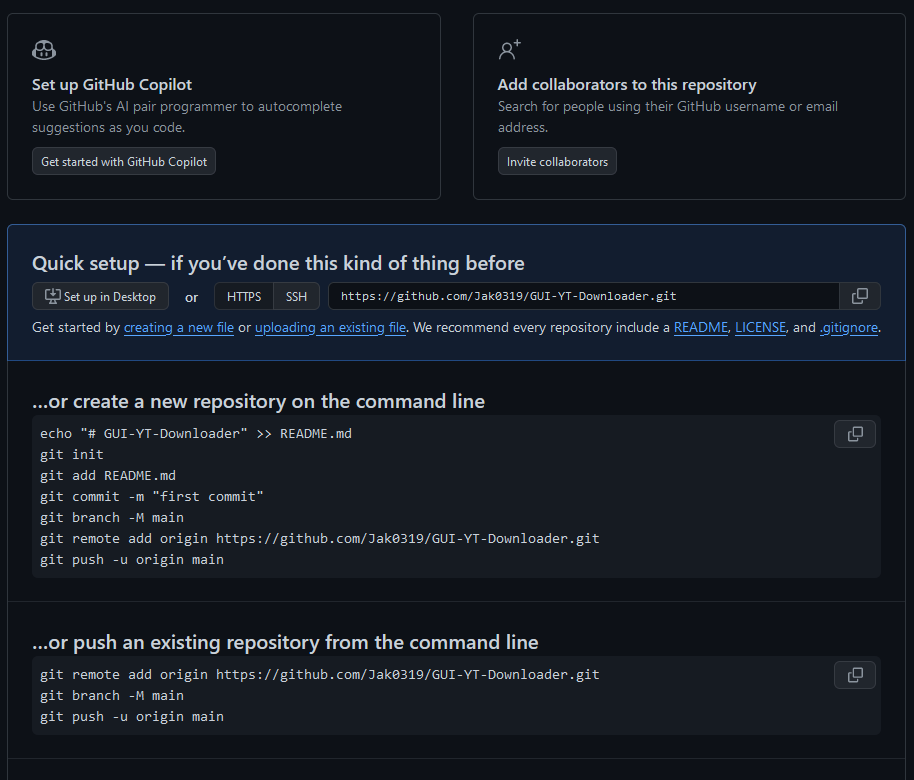 Set up GitHub Copilot
Use GitHub's AI pair programmer to autocomplete
suggestions as you code.
Get started with GitHub Copilot
Add collaborators to this repository
Search for people using their GitHub username or email
address.
Invite collaborators
Quick setup — if you've done this kind of thing before
Set up in Desktop or HTTPS SSH https://github.com/Jak0319/GUI-YT-Downloader.git
Get started by creating a new file or uploading an existing file. We recommend every repository include a README, LICENSE, and .gitignore.
…or create a new repository on the command line
echo "# GUI-YT-Downloader" >> README.md
git init
git add README.md
git commit -m "first commit"
git branch -M main
git remote add origin https://github.com/Jak0319/GUI-YT-Downloader.git
git push -u origin main
…or push an existing repository from the command line
git remote add origin https://github.com/Jak0319/GUI-YT-Downloader.git
git branch -M main
git push -u origin main